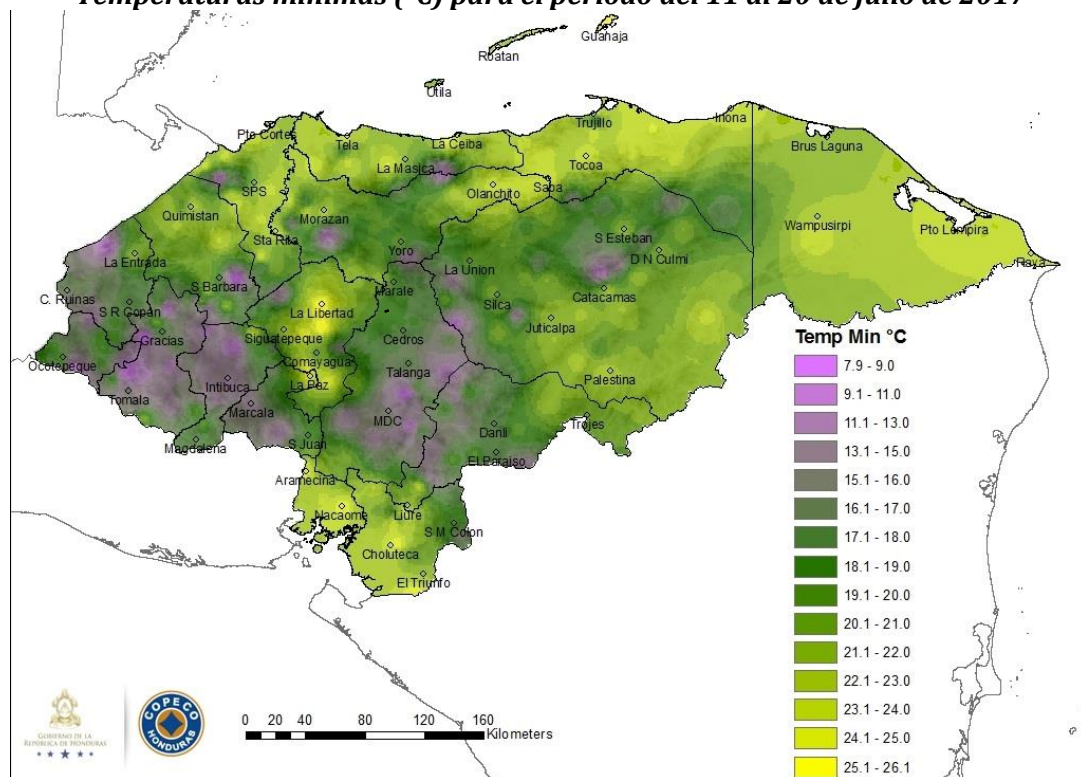 Temperaturas mínimas (°C) para el período del 11 al 20 de julio de 2017
Guanaja
Roatan
Utila
Pto Cortes
Tela
La Ceiba
Trujillo
Iriona
Brus Laguna
La Masica
Tocoa
SPS
Olanchito
Saba
Quimistan
Morazan
Wampusirpi
Pto Lempira
Sta Rita
Yoro
S Esteban
La Entrada
La Union
D N Culmi
Raya
S Barbara
Marale
C. Ruinas
S R Copan
La Libertad
Silca
Catacamas
Gracias
Siguatepeque
Cedros
Juticalpa
Ocotepeque
Comayagua
Talanga
Intibuca
La Paz
Palestina
Tomala
Marcala
MDC
Danli
Trojes
Magdalena
S Juan
El Paraiso
Aramecina
Nacaome
Liure
S M Colon
Choluteca
El Triunfo
Temp Min °C
7.9 - 9.0
9.1 - 11.0
11.1 - 13.0
13.1 - 15.0
15.1 - 16.0
16.1 - 17.0
17.1 - 18.0
18.1 - 19.0
19.1 - 20.0
20.1 - 21.0
21.1 - 22.0
22.1 - 23.0
23.1 - 24.0
24.1 - 25.0
25.1 - 26.1
GOBIERNO DE LA
REPÚBLICA DE HONDURAS
COPECO
HONDURAS
0 20 40 80 120 160
Kilometers